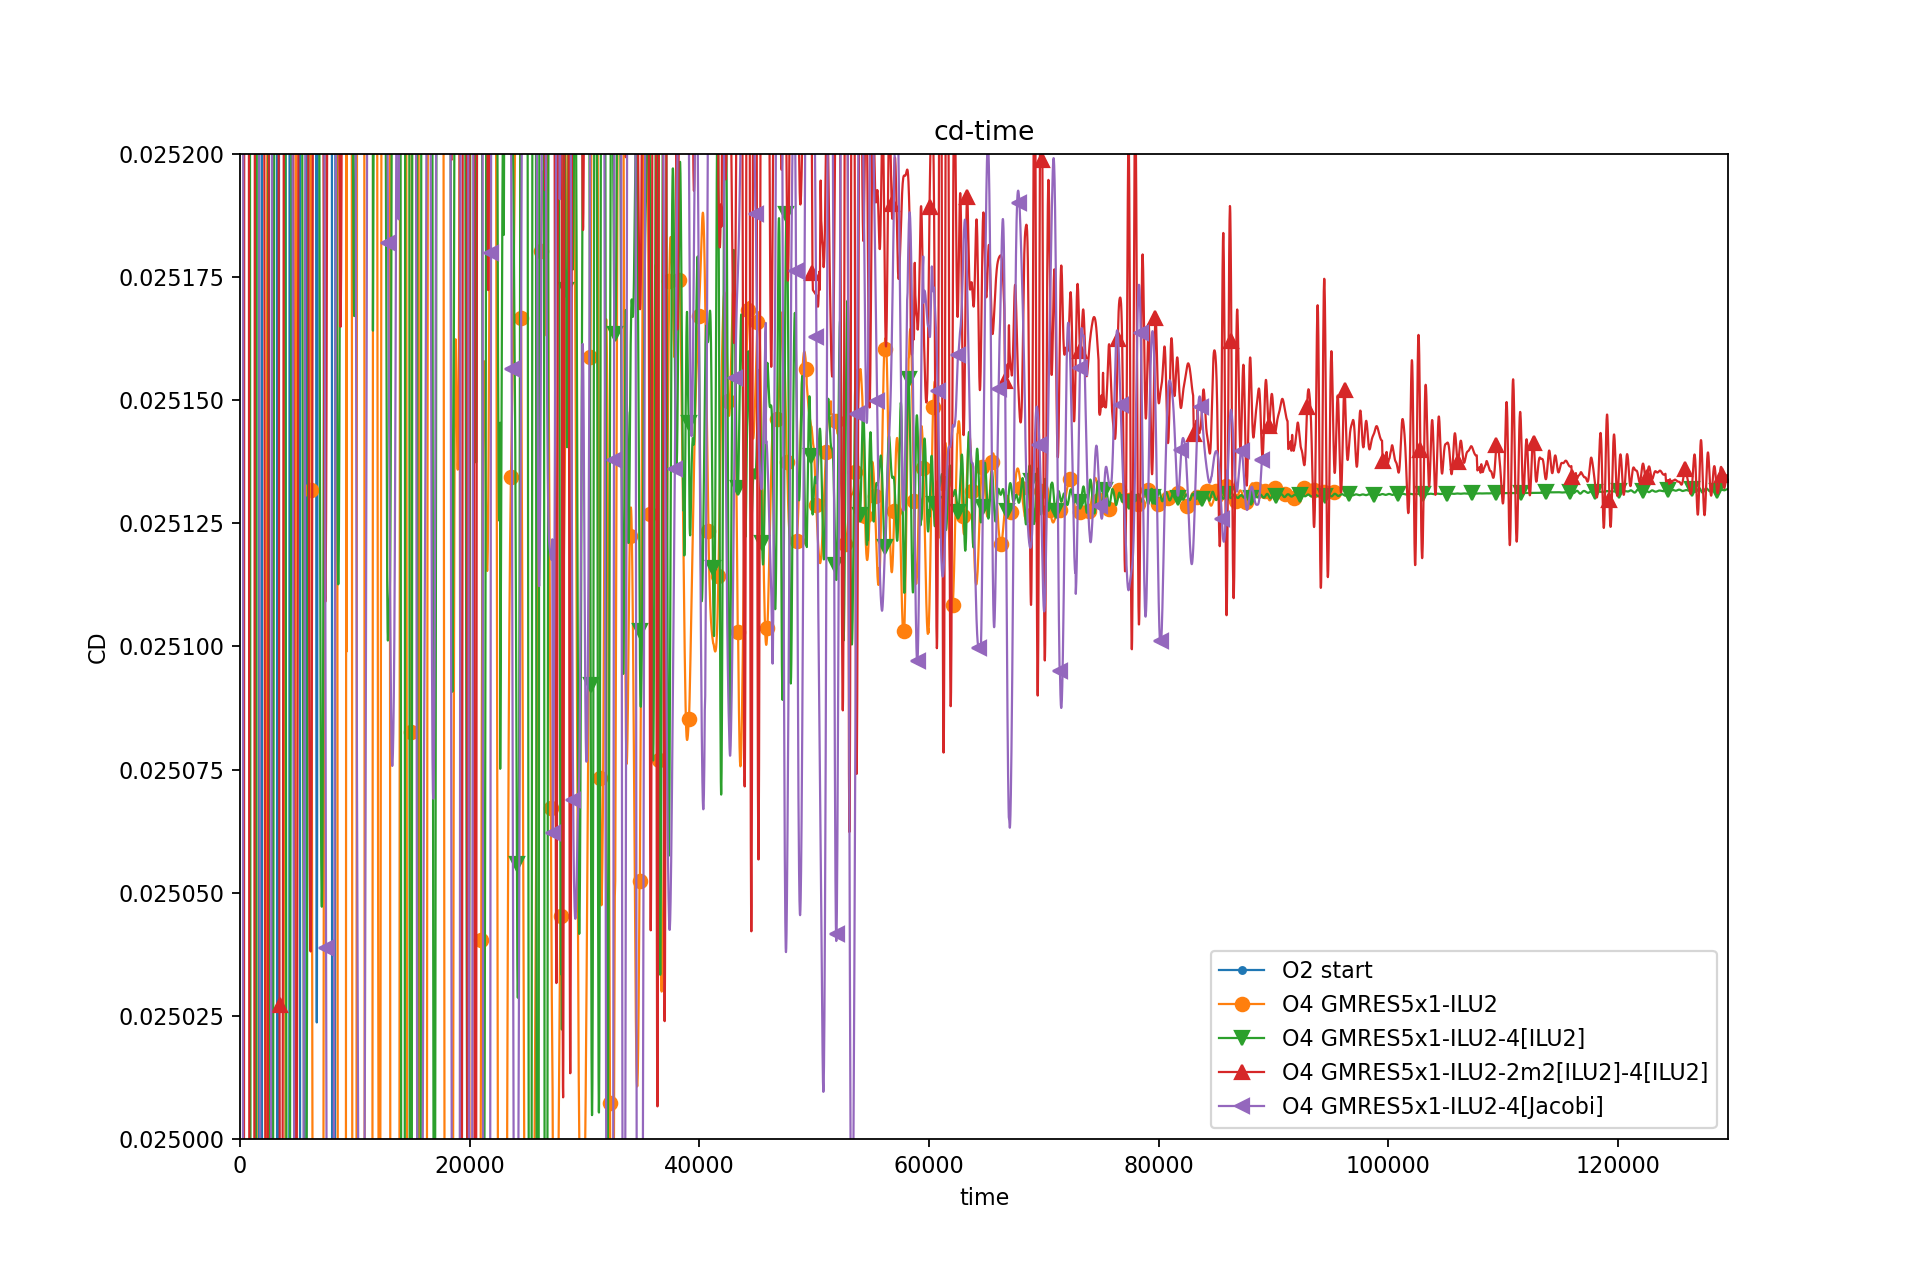 cd-time
0.025200
0.025175
0.025150
0.025125
0.025100
0.025075
0.025050
0.025025
0.025000
CD
0 20000 40000 60000 80000 100000 120000
time
O2 start
O4 GMRES5x1-ILU2
O4 GMRES5x1-ILU2-4[ILU2]
O4 GMRES5x1-ILU2-2m2[ILU2]-4[ILU2]
O4 GMRES5x1-ILU2-4[Jacobi]